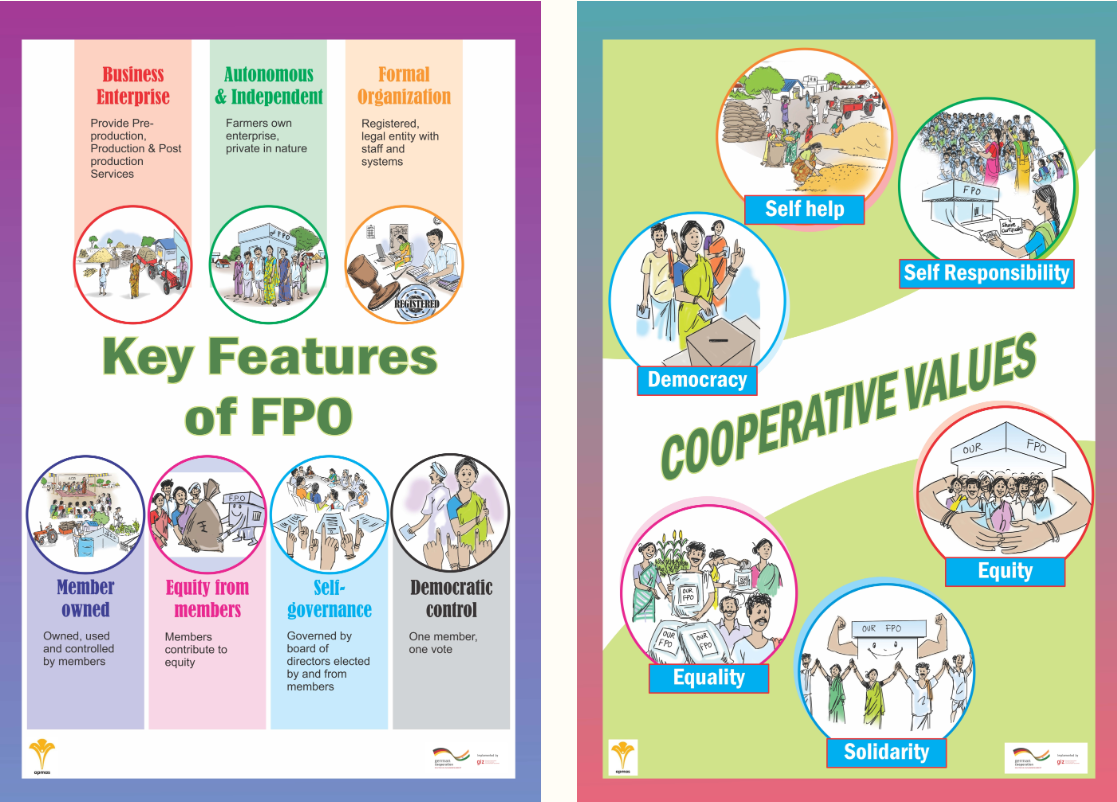 Business
Enterprise
Provide Pre-
production,
Production & Post
production
Services
Autonomous
& Independent
Farmers own
enterprise,
private in nature
Formal
Organization
Registered,
legal entity with
staff and
systems
FPO
REGISTERED
Key Features
of FPO
F.P.O
Member
owned
Owned, used
and controlled
by members
Equity from
members
Members
contribute to
equity
Self-
governance
Governed by
board of
directors elected
by and from
members
Democratic
control
One member,
one vote
apmas
german
cooperation
Implemented by
giz
Self help
FPO
Share
Certificate
Self Responsibility
Democracy
COOPERATIVE VALUES
OUR FPO
Equity
OUR
FPO
OUR
FPO
OUR
FPO
Equality
OUR FPO
Solidarity
apmas
german
cooperation
Implemented by
giz